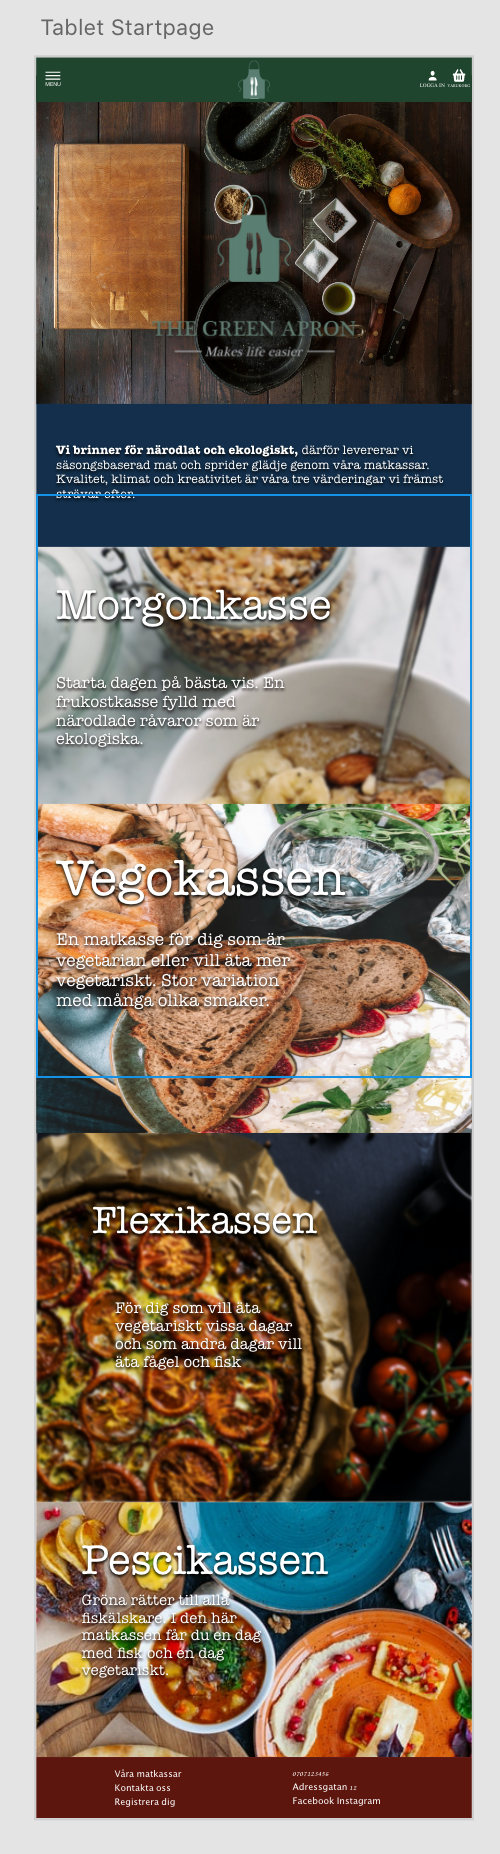 Tablet Startpage
MENU
LOGGA IN VARUKORG
THE GREEN APRON
Makes life easier
Vi brinner för närodlat och ekologiskt, därför levererar vi
säsongsbaserad mat och sprider glädje genom våra matkassar.
Kvalitet, klimat och kreativitet är våra tre värderingar vi främst
strävar efter.
Morgonkasse
Starta dagen på bästa vis. En
frukostkasse fylld med
närodlade råvaror som är
ekologiska.
Vegokassen
En matkasse för dig som är
vegetarian eller vill äta mer
vegetariskt. Stor variation
med många olika smaker.
Flexikassen
För dig som vill äta
vegetariskt vissa dagar
och som andra dagar vill
äta fågel och fisk
Pescikassen
Gröna rätter till alla
fiskälskare. I den här
matkassen får du en dag
med fisk och en dag
vegetariskt.
Våra matkassar
Kontakta oss
Registrera dig
0707123456
Adressgatan 12
Facebook Instagram